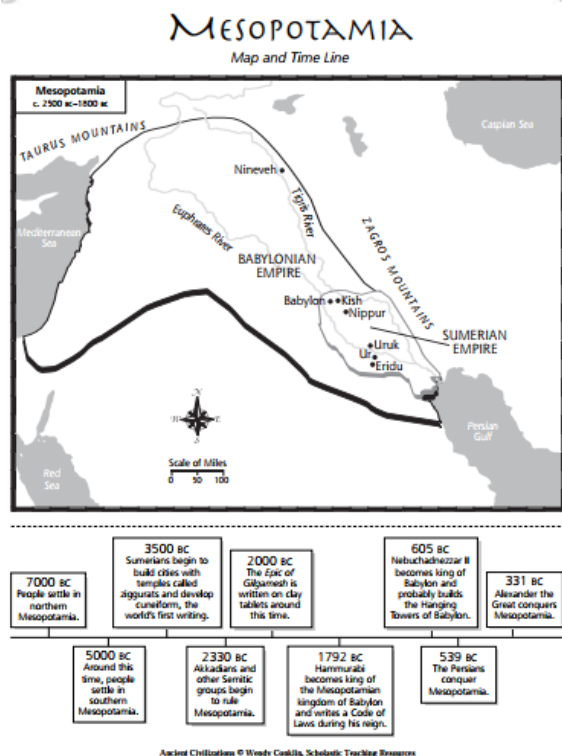 MESOPOTAMIA
Map and Time Line
Mesopotamia
c. 2500 BC–1800 BC
TAURUS MOUNTAINS
Caspian Sea
Nineveh
Tigris River
Mediterranean
Sea
Euphrates River
ZAGROS MOUNTAINS
BABYLONIAN
EMPIRE
Babylon
Kish
Nippur
SUMERIAN
EMPIRE
Uruk
Ur
Eridu
N
W
E
S
Persian
Gulf
Scale of Miles
0 50 100
Red
Sea
7000 BC
People settle in
northern
Mesopotamia.
3500 BC
Sumerians begin to
build cities with
temples called
ziggurats and develop
cuneiform, the
world's first writing.
2000 BC
The Epic of
Gilgamesh is
written on clay
tablets around
this time.
605 BC
Nebuchadnezzar II
becomes king of
Babylon and
probably builds
the Hanging
Towers of Babylon.
331 BC
Alexander the
Great conquers
Mesopotamia.
5000 BC
Around this
time, people
settle in
southern
Mesopotamia.
2330 BC
Akkadians and
other Semitic
groups begin
to rule
Mesopotamia.
1792 BC
Hammurabi
becomes king of
the Mesopotamian
kingdom of Babylon
and writes a Code of
Laws during his reign.
539 BC
The Persians
conquer
Mesopotamia.
Ancient Civilizations © Wendy Conklin, Scholastic Teaching Resources